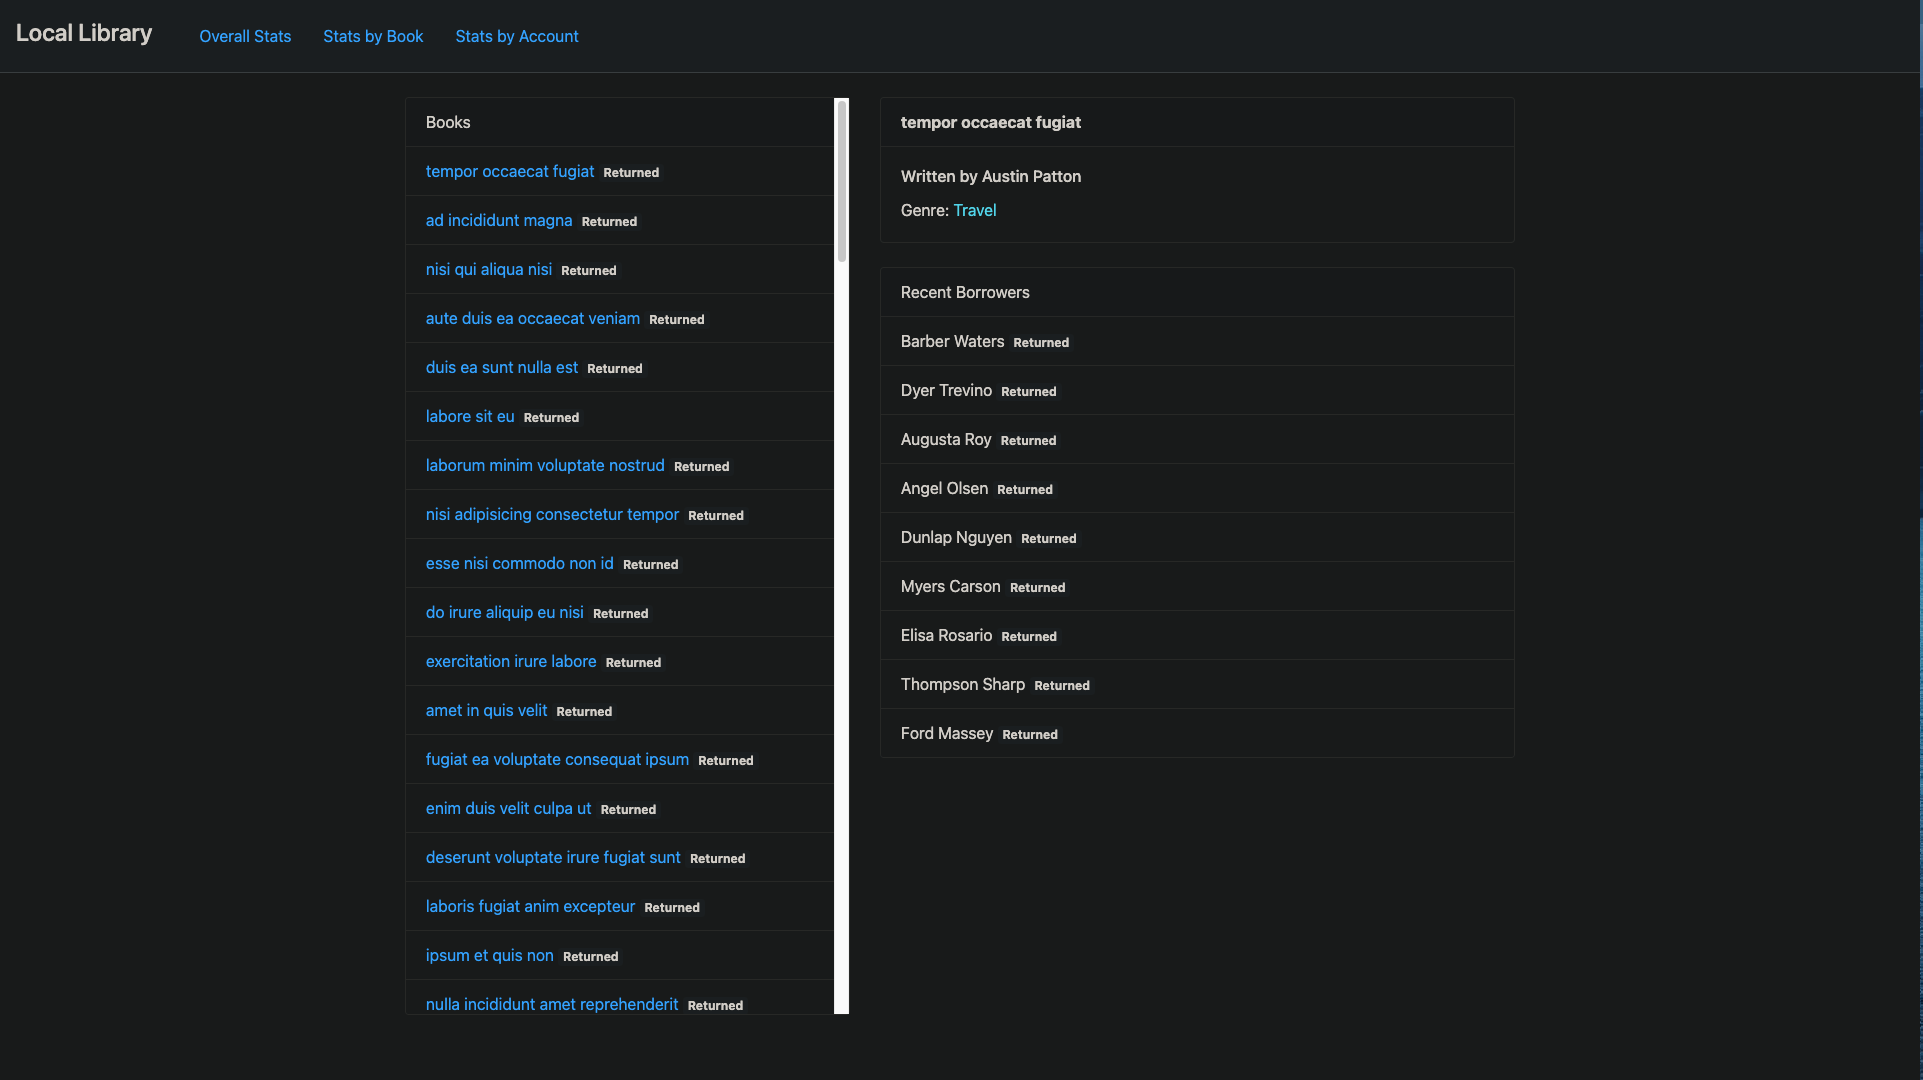 Local Library Overall Stats Stats by Book Stats by Account
Books
tempor occaecat fugiat Returned
ad incididunt magna Returned
nisi qui aliqua nisi Returned
aute duis ea occaecat veniam Returned
duis ea sunt nulla est Returned
labore sit eu Returned
laborum minim voluptate nostrud Returned
nisi adipisicing consectetur tempor Returned
esse nisi commodo non id Returned
do irure aliquip eu nisi Returned
exercitation irure labore Returned
amet in quis velit Returned
fugiat ea voluptate consequat ipsum Returned
enim duis velit culpa ut Returned
deserunt voluptate irure fugiat sunt Returned
laboris fugiat anim excepteur Returned
ipsum et quis non Returned
nulla incididunt amet reprehenderit Returned
tempor occaecat fugiat
Written by Austin Patton
Genre: Travel
Recent Borrowers
Barber Waters Returned
Dyer Trevino Returned
Augusta Roy Returned
Angel Olsen Returned
Dunlap Nguyen Returned
Myers Carson Returned
Elisa Rosario Returned
Thompson Sharp Returned
Ford Massey Returned